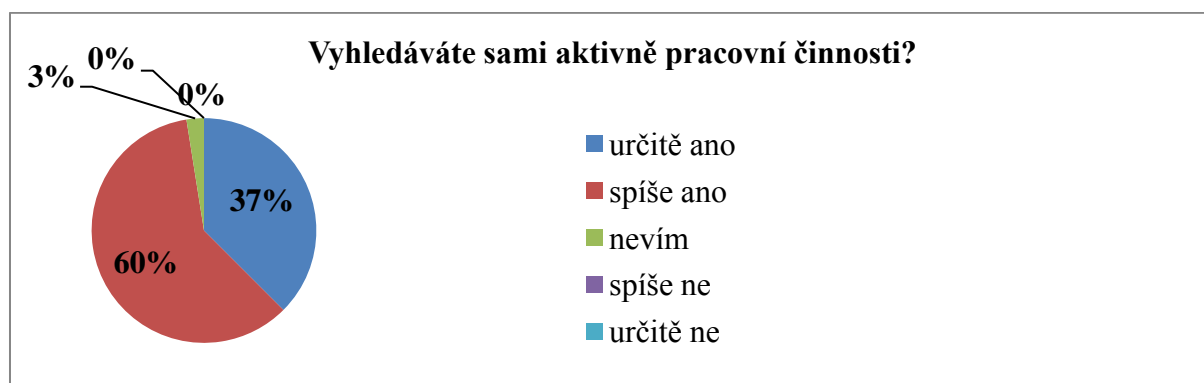 Vyhledáváte sami aktivně pracovní činnosti?
0%
3%
0%
37%
60%
určitě ano
spíše ano
nevím
spíše ne
určitě ne